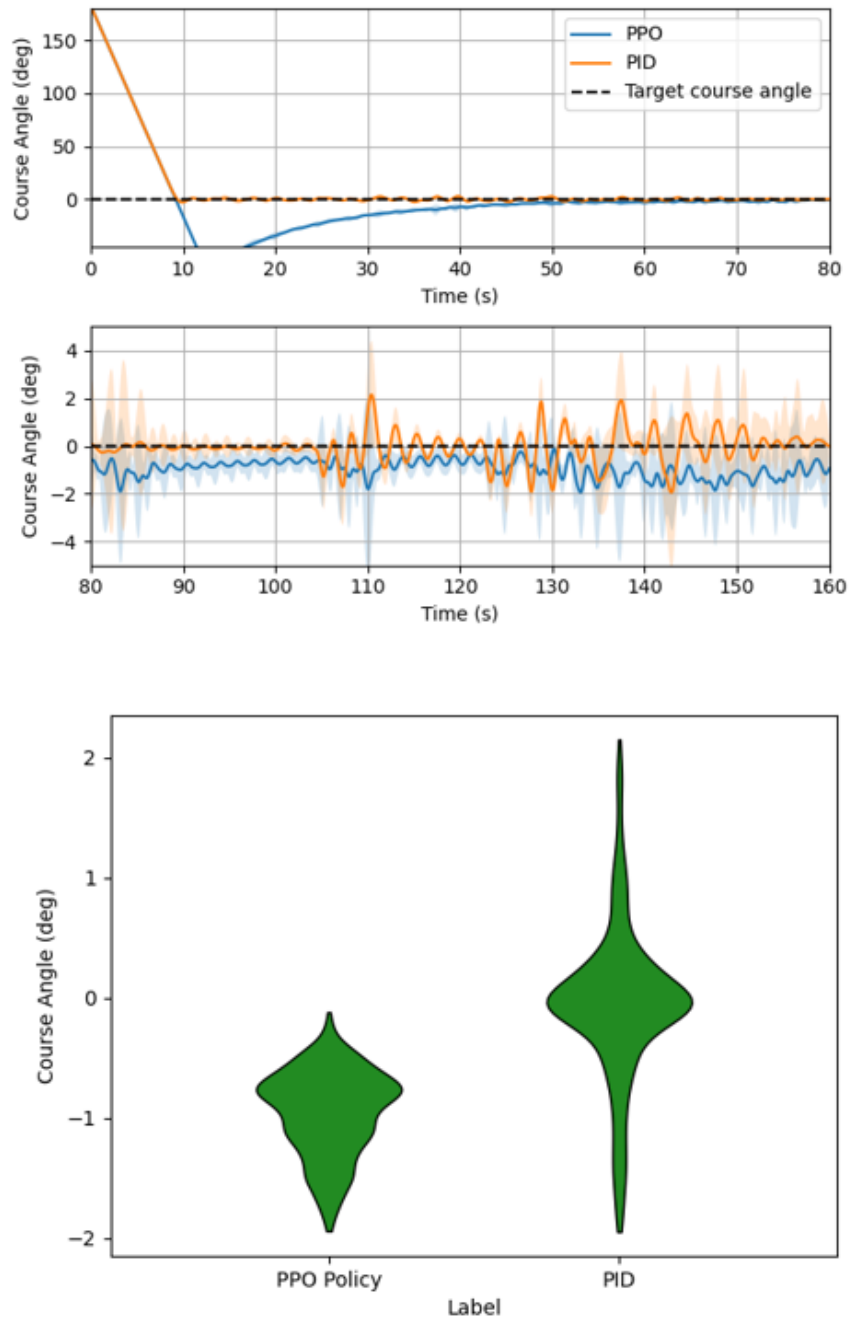 PPO
PID
Target course angle
Course Angle (deg)
150
100
50
0
0 10 20 30 40 50 60 70 80
Time (s)
Course Angle (deg)
4
2
0
−2
−4
80 90 100 110 120 130 140 150 160
Time (s)
Course Angle (deg)
2
1
0
−1
−2
PPO Policy PID
Label